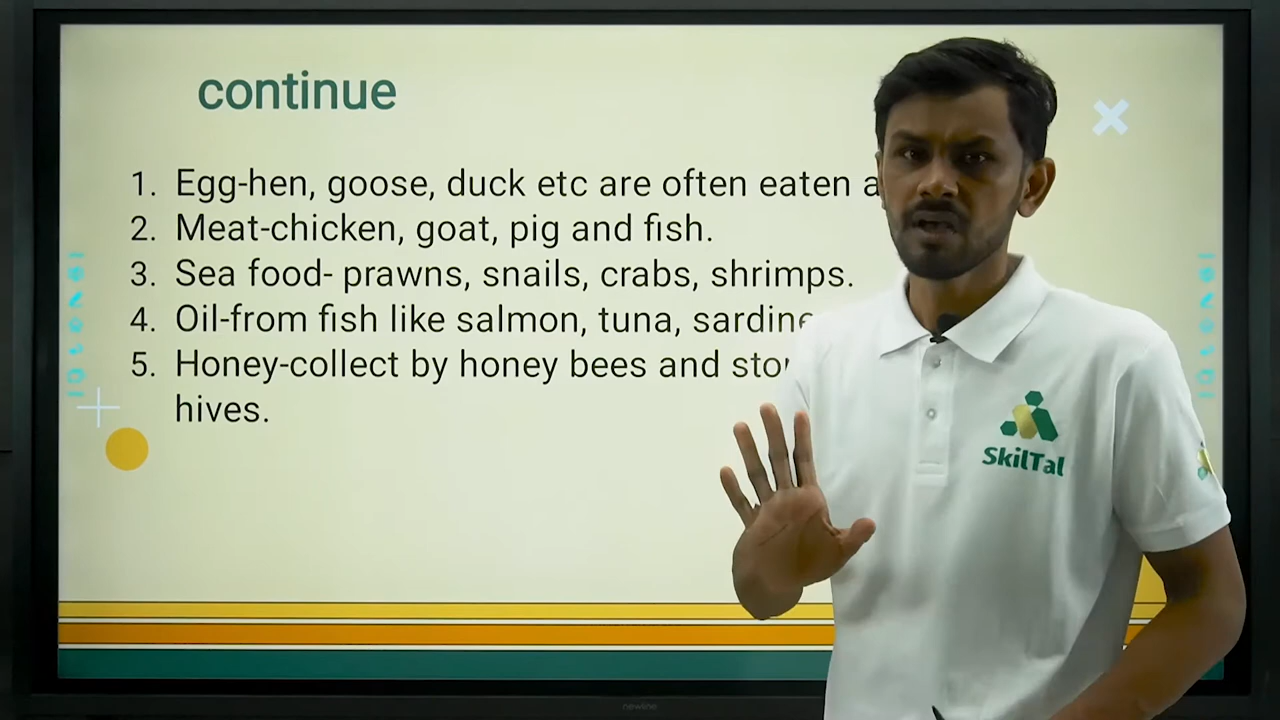 continue
1. Egg-hen, goose, duck etc are often eaten
2. Meat-chicken, goat, pig and fish.
3. Sea food- prawns, snails, crabs, shrimps.
4. Oil-from fish like salmon, tuna,
5. Honey-collect by honey bees and
hives.
SkilTal
newline